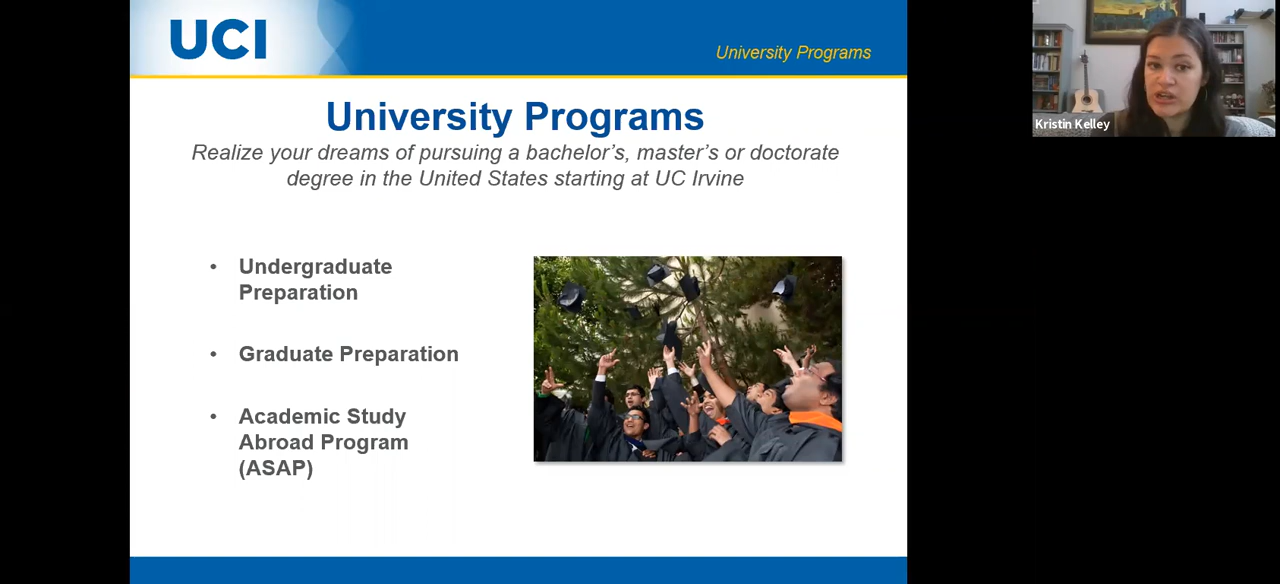 UCI
University Programs
University Programs
Realize your dreams of pursuing a bachelor’s, master’s or doctorate
degree in the United States starting at UC Irvine
• Undergraduate
Preparation
• Graduate Preparation
• Academic Study
Abroad Program
(ASAP)
Kristin Kelley